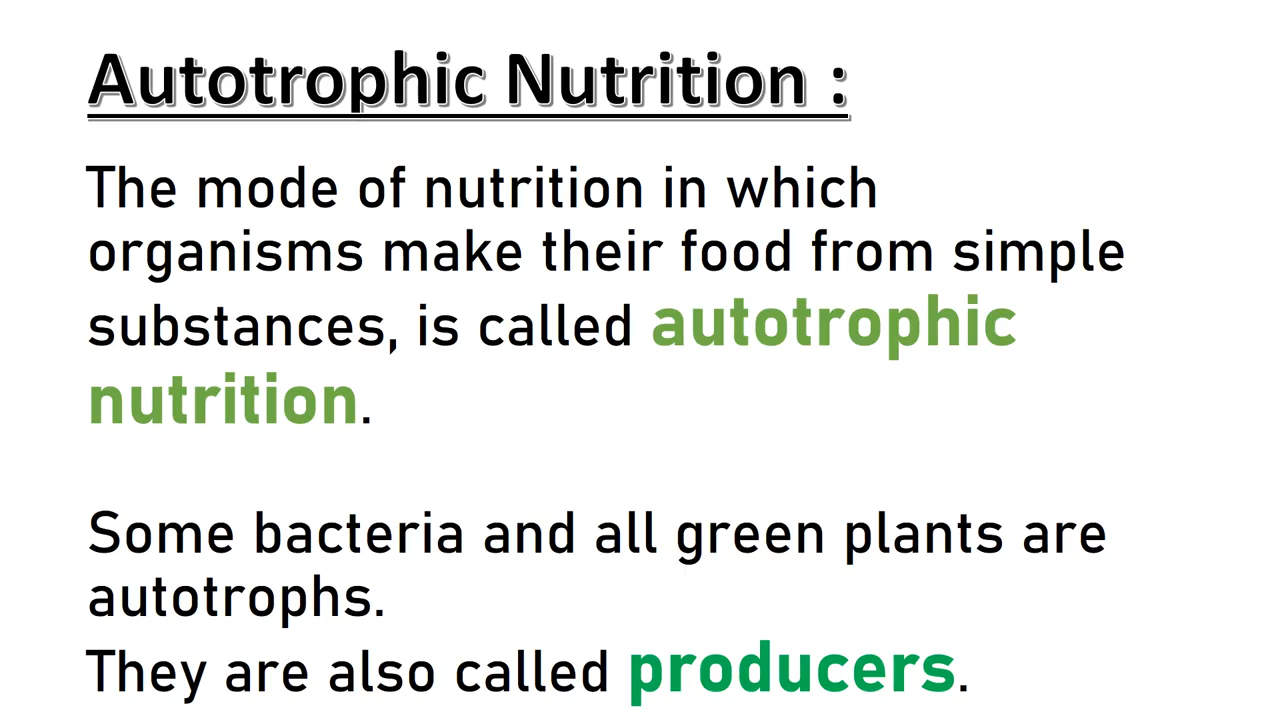 Autotrophic Nutrition :
The mode of nutrition in which
organisms make their food from simple
substances, is called autotrophic
nutrition.
Some bacteria and all green plants are
autotrophs.
They are also called producers.